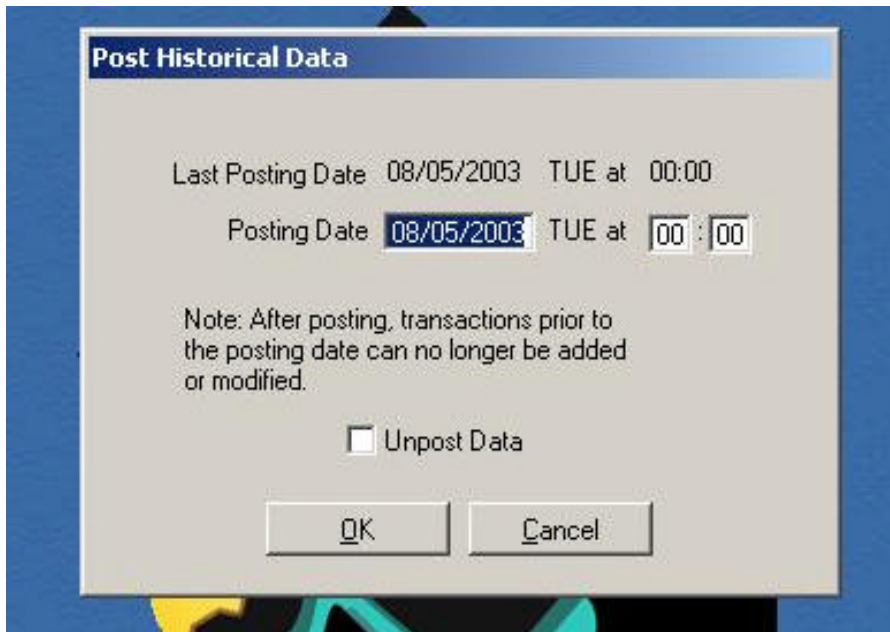 Post Historical Data
Last Posting Date 08/05/2003 TUE at 00:00
Posting Date 08/05/2003 TUE at 00 : 00
Note: After posting, transactions prior to
the posting date can no longer be added
or modified.
Unpost Data
OK Cancel